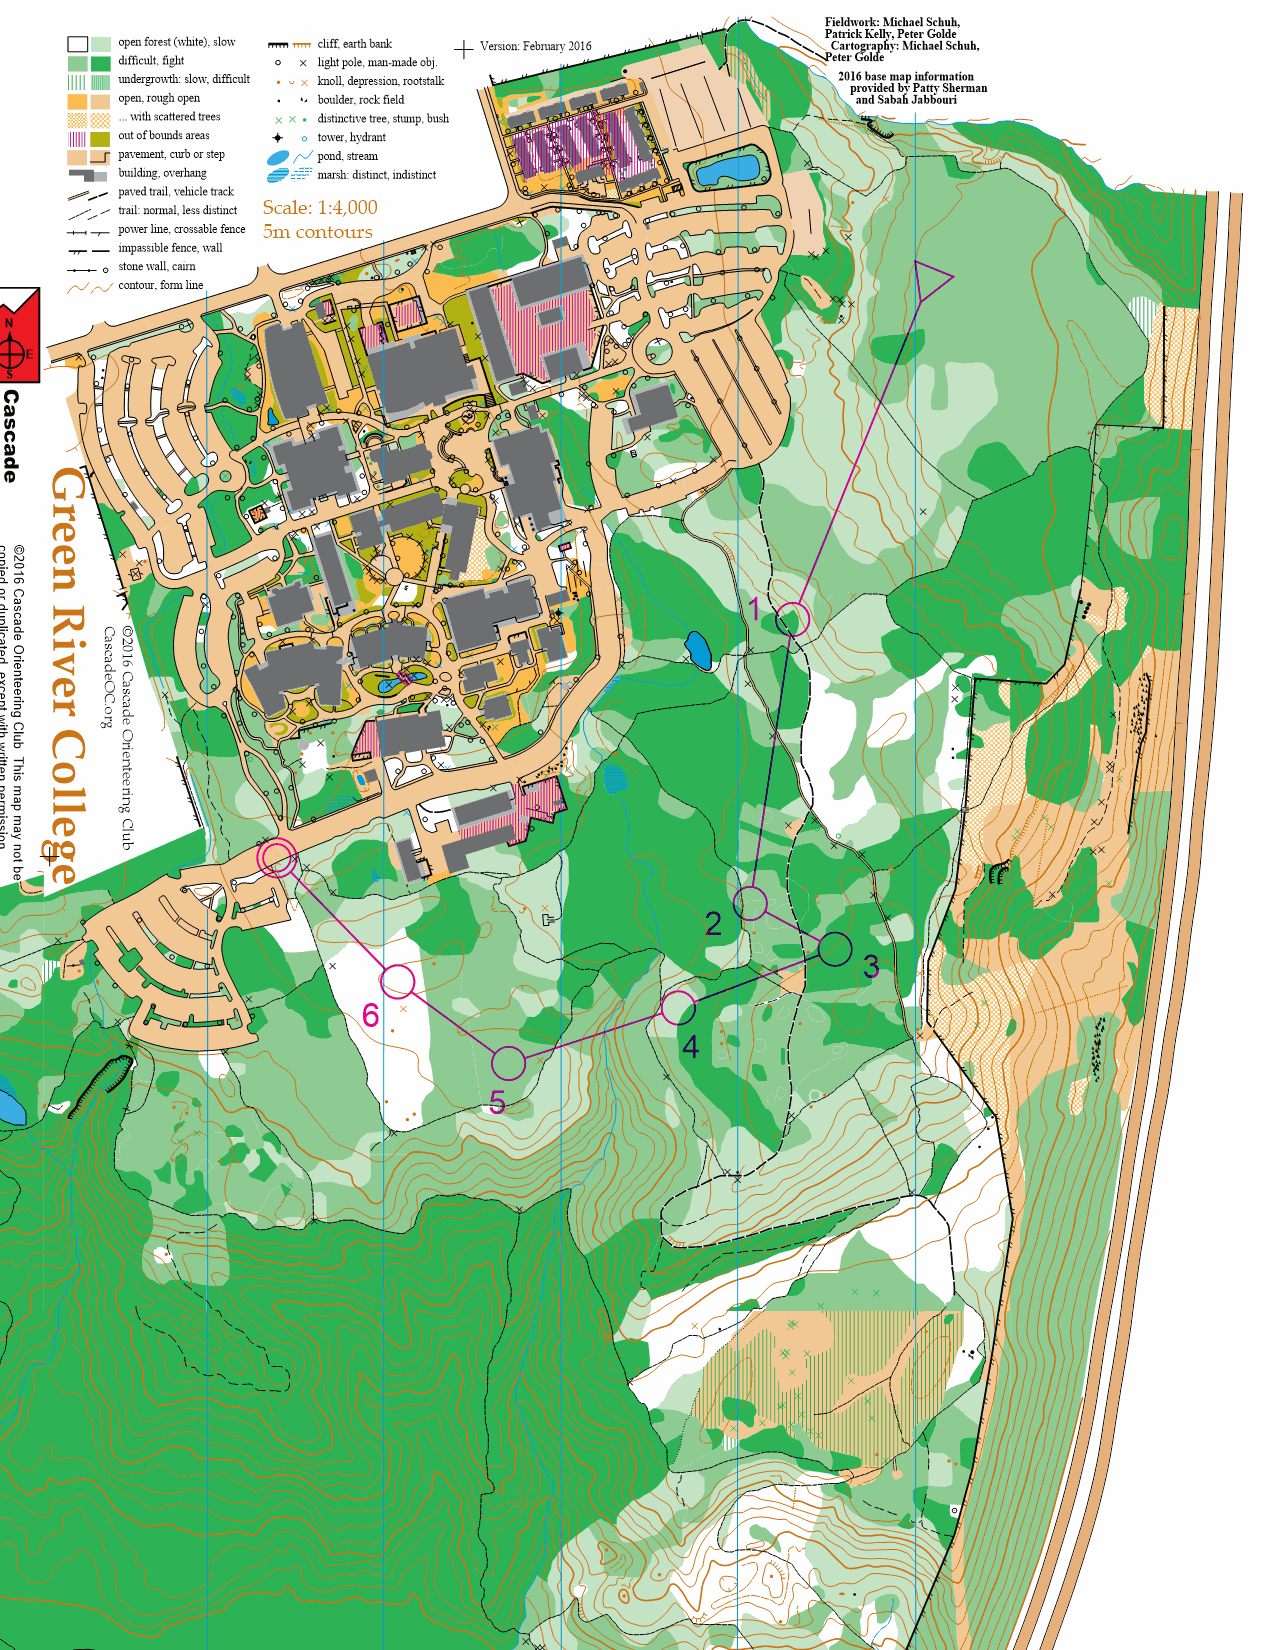 Fieldwork: Michael Schuh,
Patrick Kelly, Peter Golde
Cartography: Michael Schuh,
Peter Golde
2016 base map information
provided by Patty Sherman
and Sabah Jabbouri
Version: February 2016
open forest (white), slow
difficult, fight
undergrowth: slow, difficult
open, rough open
... with scattered trees
out of bounds areas
pavement, curb or step
building, overhang
paved trail, vehicle track
trail: normal, less distinct
power line, crossable fence
impassible fence, wall
stone wall, cairn
contour, form line
cliff, earth bank
light pole, man-made obj.
knoll, depression, rootstalk
boulder, rock field
distinctive tree, stump, bush
tower, hydrant
pond, stream
marsh: distinct, indistinct
Scale: 1:4,000
5m contours
N
E
S
Cascade
Green River College
©2016 Cascade Orienteering Club
CascadeOC.org
©2016 Cascade Orienteering Club This map may not be
copied or duplicated, except with written permission
1
2
3
4
5
6